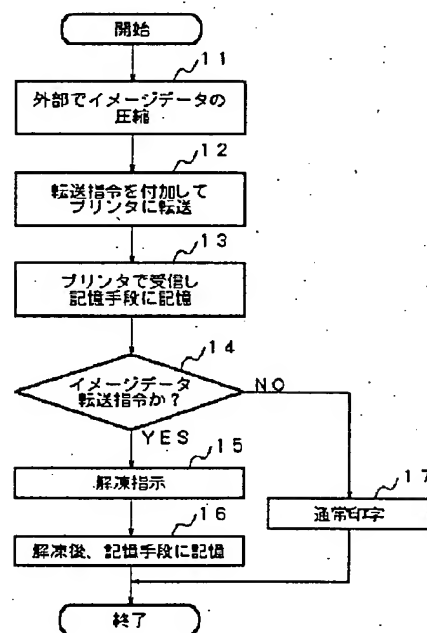 開始
11
外部でイメージデータの
圧縮
12
転送指令を付加して
プリンタに転送
13
プリンタで受信し
記憶手段に記憶
14
イメージデータ
転送指令か?
NO
YES
15
解凍指示
17
通常印字
16
解凍後、記憶手段に記憶
終了